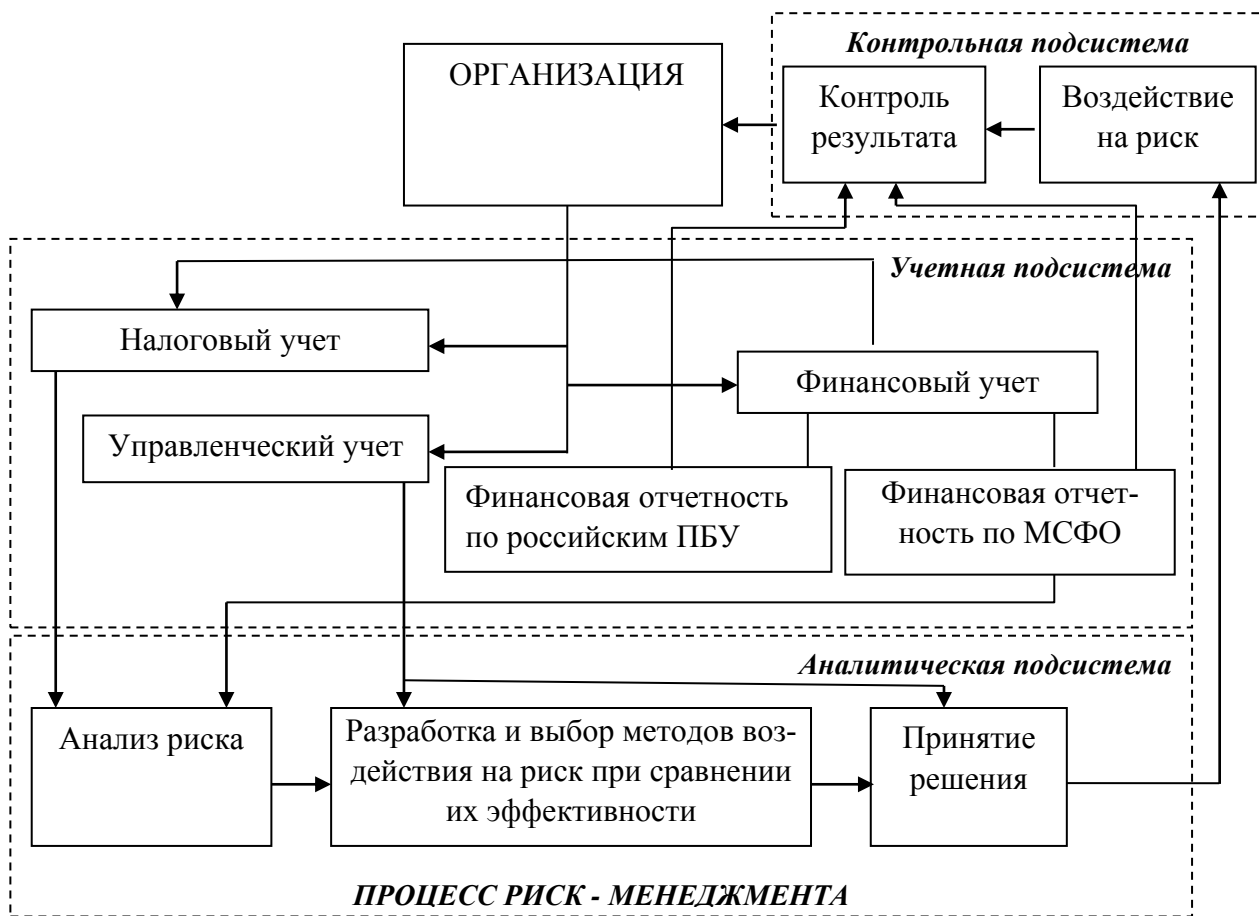 Контрольная подсистема
ОРГАНИЗАЦИЯ
Контроль
результата
Воздействие
на риск
Учетная подсистема
Налоговый учет
Финансовый учет
Управленческий учет
Финансовая отчетность
по российским ПБУ
Финансовая отчет-
ность по МСФО
Аналитическая подсистема
Анализ риска
Разработка и выбор методов воз-
действия на риск при сравнении
их эффективности
Принятие
решения
ПРОЦЕСС РИСК - МЕНЕДЖМЕНТА